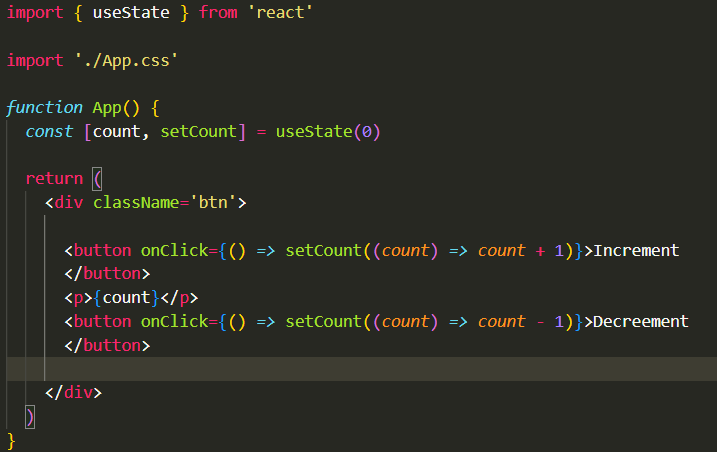 import { useState } from 'react'
import './App.css'
function App() {
const [count, setCount] = useState(0)
return (
<div className='btn'>
<button onClick={() => setCount((count) => count + 1)}>Increment
</button>
<p>{count}</p>
<button onClick={() => setCount((count) => count - 1)}>Decreement
</button>
</div>
)
}